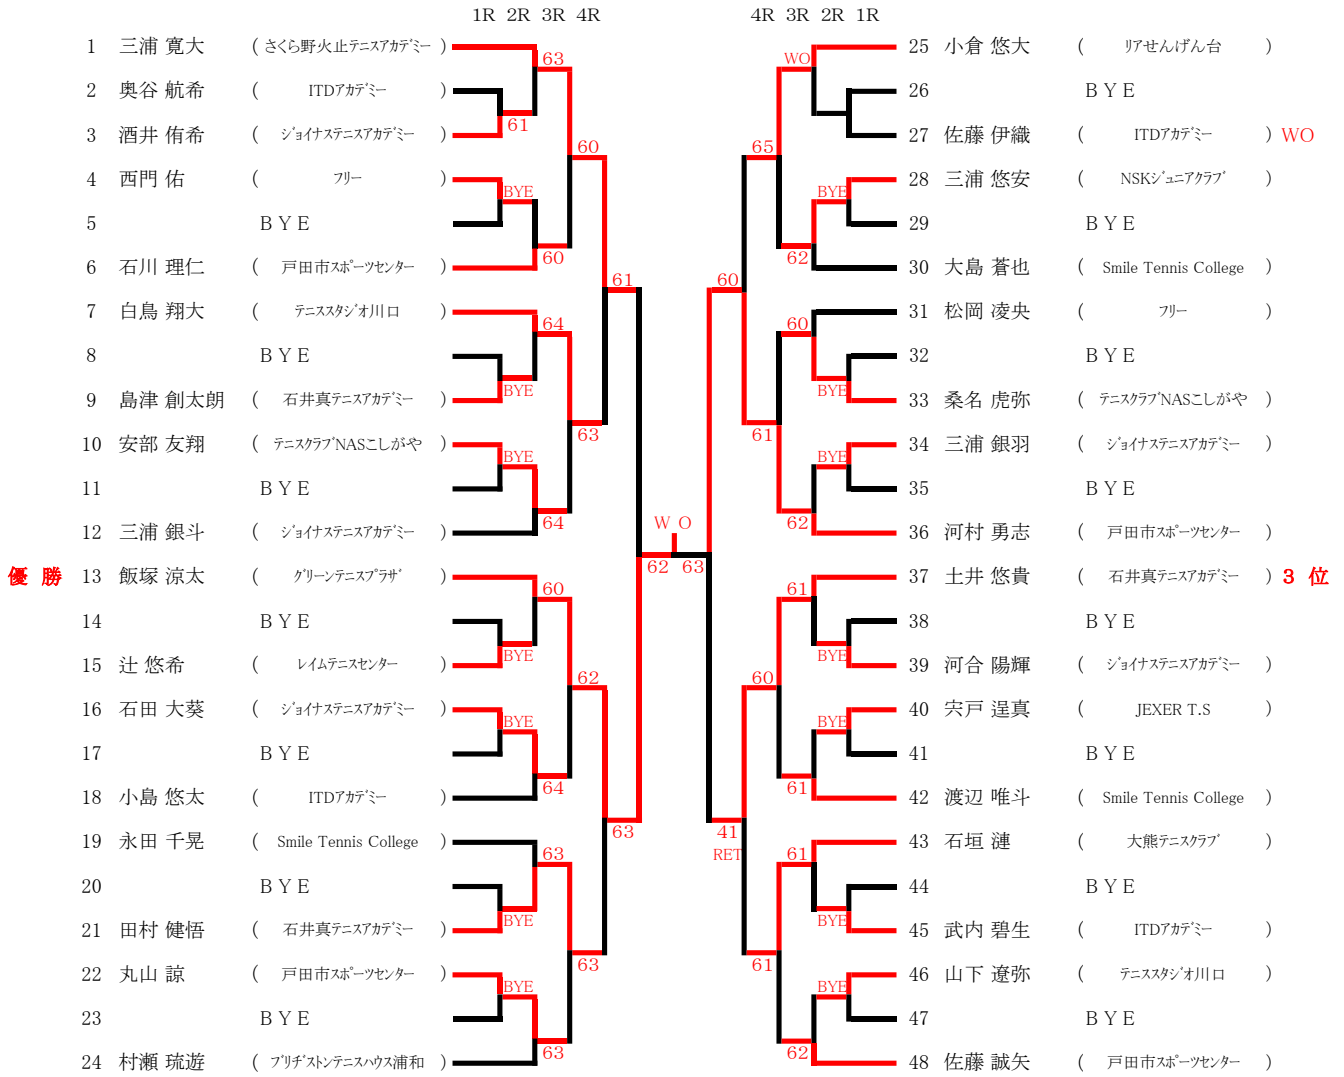 1R 2R 3R 4R 4R 3R 2R 1R
1 三浦 寛大 ( さくら野火止テニスアカデミー ) 25 小倉 悠大 ( リアせんげん台 )
63 WO
2 奥谷 航希 ( ITDアカデミー ) 26 BYE
61
3 酒井 侑希 ( ジョイナステニスアカデミー ) 27 佐藤 伊織 ( ITDアカデミー ) WO
60 65
4 西門 佑 ( フリー ) 28 三浦 悠安 ( NSKジュニアクラブ )
BYE BYE
5 BYE 29 BYE
60 62
6 石川 理仁 ( 戸田市スポーツセンター ) 30 大島 蒼也 ( Smile Tennis College )
61 60
7 白鳥 翔大 ( テニススタジオ川口 ) 31 松岡 凌央 ( フリー )
64 60
8 BYE 32 BYE
BYE BYE
9 島津 創太朗 ( 石井真テニスアカデミー ) 33 桑名 虎弥 ( テニスクラブNASこしがや )
63 61
10 安部 友翔 ( テニスクラブNASこしがや ) 34 三浦 銀羽 ( ジョイナステニスアカデミー )
BYE BYE
11 BYE 35 BYE
64 62
W O
12 三浦 銀斗 ( ジョイナステニスアカデミー ) 36 河村 勇志 ( 戸田市スポーツセンター )
62 63
優 勝 13 飯塚 涼太 ( グリーンテニスプラザ ) 37 土井 悠貴 ( 石井真テニスアカデミー ) 3 位
60 61
14 BYE 38 BYE
BYE BYE
15 辻 悠希 ( レイムテニスセンター ) 39 河合 陽輝 ( ジョイナステニスアカデミー )
62 60
16 石田 大葵 ( ジョイナステニスアカデミー ) 40 宍戸 逞真 ( JEXER T.S )
BYE BYE
17 BYE 41 BYE
64 61
18 小島 悠太 ( ITDアカデミー ) 42 渡辺 唯斗 ( Smile Tennis College )
63 41
19 永田 千晃 ( Smile Tennis College ) 43 石垣 漣 ( 大熊テニスクラブ )
63 RET 61
20 BYE 44 BYE
BYE BYE
21 田村 健悟 ( 石井真テニスアカデミー ) 45 武内 碧生 ( ITDアカデミー )
63 61
22 丸山 諒 ( 戸田市スポーツセンター ) 46 山下 遼弥 ( テニススタジオ川口 )
BYE BYE
23 BYE 47 BYE
63 62
24 村瀬 琉遊 ( ブリヂストンテニスハウス浦和 ) 48 佐藤 誠矢 ( 戸田市スポーツセンター )